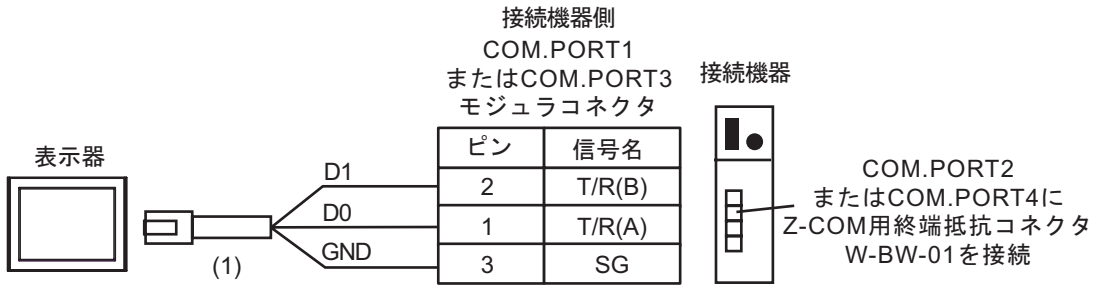 接続機器側
COM.PORT1
またはCOM.PORT3
モジュラコネクタ
接続機器
表示器
ピン 信号名
D1 2 T/R(B)
D0 1 T/R(A)
GND 3 SG
(1)
COM.PORT2
またはCOM.PORT4に
Z-COM用終端抵抗コネクタ
W-BW-01を接続